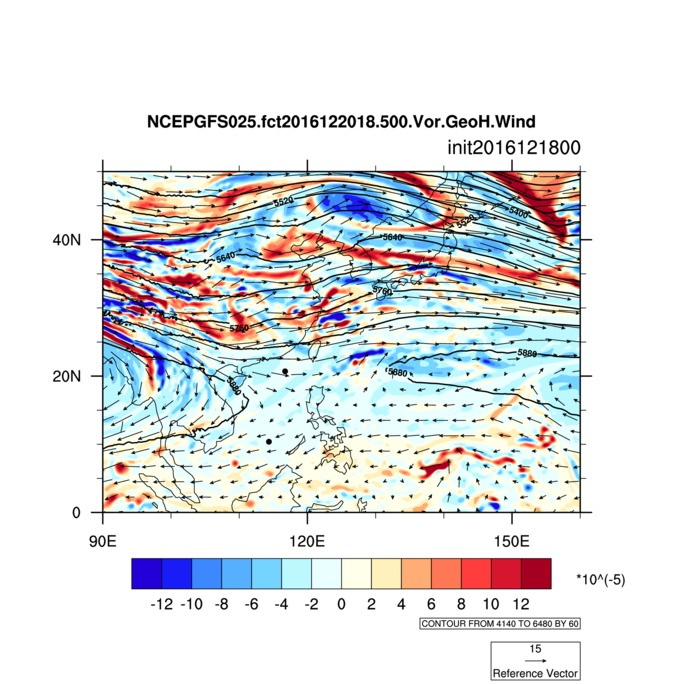 NCEPGFS025.fct2016122018.500.Vor.GeoH.Wind
init2016121800
5520
5400
5520
40N
5640
5640
5760
5760
5880
20N
5880
5880
0
90E 120E 150E
-12 -10 -8 -6 -4 -2 0 2 4 6 8 10 12 *10^(-5)
CONTOUR FROM 4140 TO 6480 BY 60
15
Reference Vector